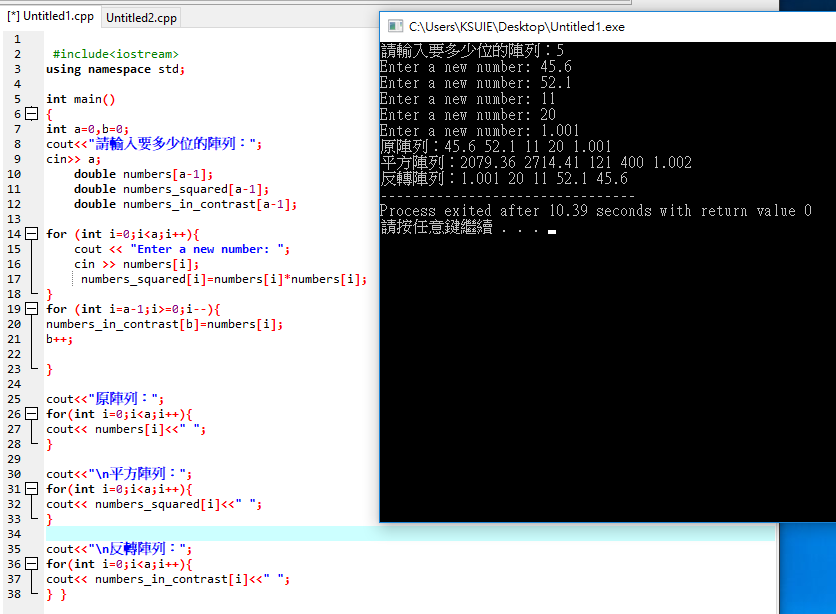 [*] Untitled1.cpp Untitled2.cpp
1
2 #include<iostream>
3 using namespace std;
4
5 int main()
6 {
7 int a=0,b=0;
8 cout<<"請輸入要多少位的陣列：";
9 cin>> a;
10 double numbers[a-1];
11 double numbers_squared[a-1];
12 double numbers_in_contrast[a-1];
13
14 for (int i=0;i<a;i++){
15 cout << "Enter a new number: ";
16 cin >> numbers[i];
17 numbers_squared[i]=numbers[i]*numbers[i];
18 }
19 for (int i=a-1;i>=0;i--){
20 numbers_in_contrast[b]=numbers[i];
21 b++;
22
23 }
24
25 cout<<"原陣列：";
26 for(int i=0;i<a;i++){
27 cout<< numbers[i]<<" ";
28 }
29
30 cout<<"\n平方陣列：";
31 for(int i=0;i<a;i++){
32 cout<< numbers_squared[i]<<" ";
33 }
34
35 cout<<"\n反轉陣列：";
36 for(int i=0;i<a;i++){
37 cout<< numbers_in_contrast[i]<<" ";
38 } }
C:\Users\KSUIE\Desktop\Untitled1.exe
請輸入要多少位的陣列：5
Enter a new number: 45.6
Enter a new number: 52.1
Enter a new number: 11
Enter a new number: 20
Enter a new number: 1.001
原陣列：45.6 52.1 11 20 1.001
平方陣列：2079.36 2714.41 121 400 1.002
反轉陣列：1.001 20 11 52.1 45.6
--------------------------------
Process exited after 10.39 seconds with return value 0
請按任意鍵繼續 . . .